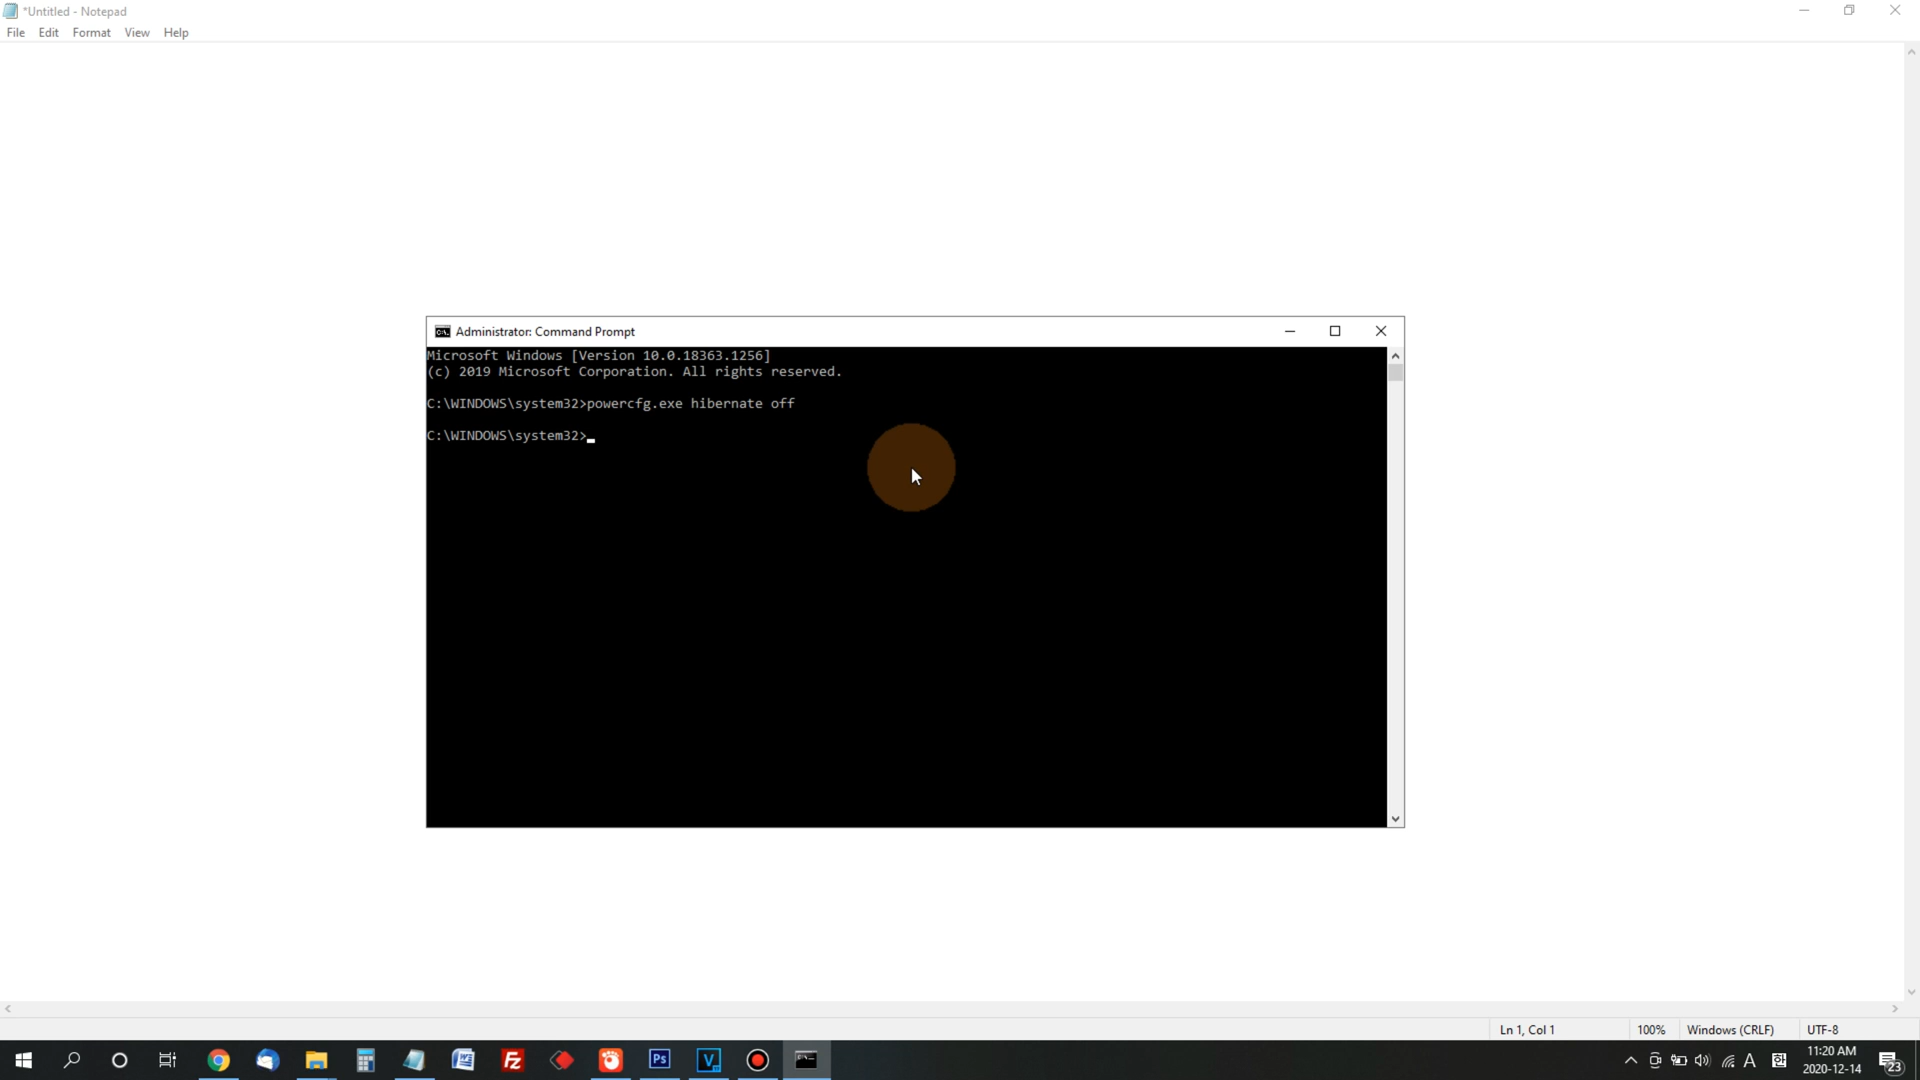 *Untitled - Notepad
File Edit Format View Help
Administrator: Command Prompt
Microsoft Windows [Version 10.0.18363.1256]
(c) 2019 Microsoft Corporation. All rights reserved.
C:\WINDOWS\system32>powercfg.exe hibernate off
C:\WINDOWS\system32>
Ln 1, Col 1 100% Windows (CRLF) UTF-8
Ps V A 11:20 AM
2020-12-14 23